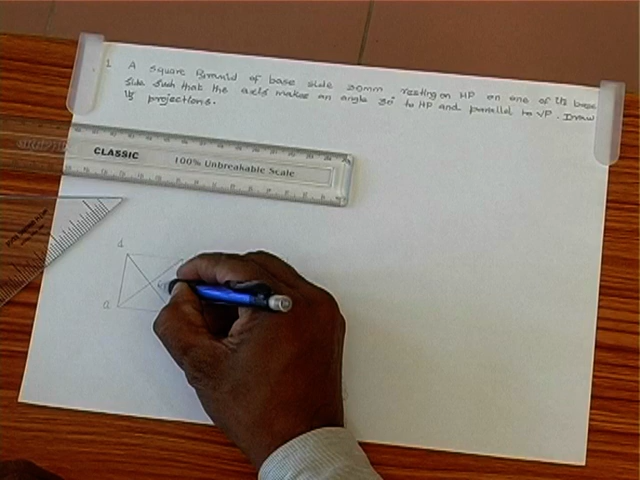 1. A square Pyramid of base side 30mm resting on HP on one of its base
side such that the axis makes an angle 30° to HP and parallel to VP. Draw
its projections.
CLASSIC 100% Unbreakable Scale
d
a